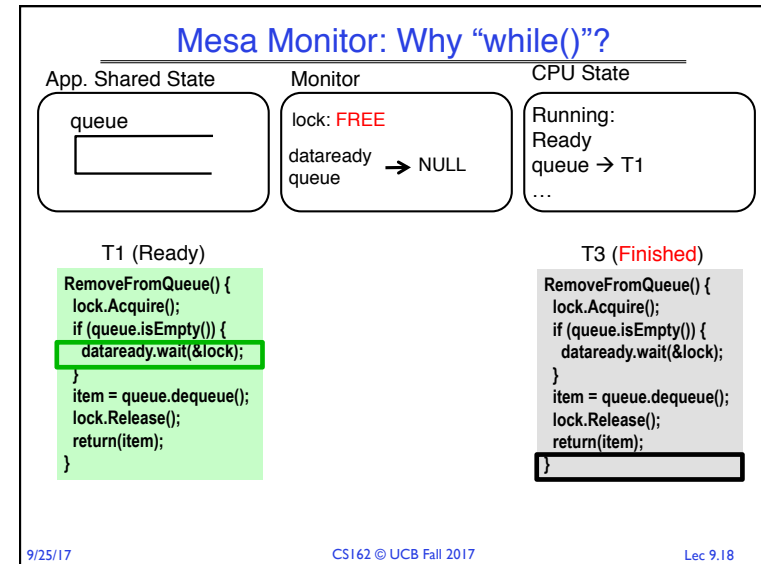 Mesa Monitor: Why “while()”?
App. Shared State
Monitor
CPU State
queue
lock: FREE
dataready
queue → NULL
Running:
Ready
queue → T1
…
T1 (Ready)
RemoveFromQueue() {
lock.Acquire();
if (queue.isEmpty()) {
dataready.wait(&lock);
}
item = queue.dequeue();
lock.Release();
return(item);
}
T3 (Finished)
RemoveFromQueue() {
lock.Acquire();
if (queue.isEmpty()) {
dataready.wait(&lock);
}
item = queue.dequeue();
lock.Release();
return(item);
}
9/25/17
CS162 © UCB Fall 2017
Lec 9.18